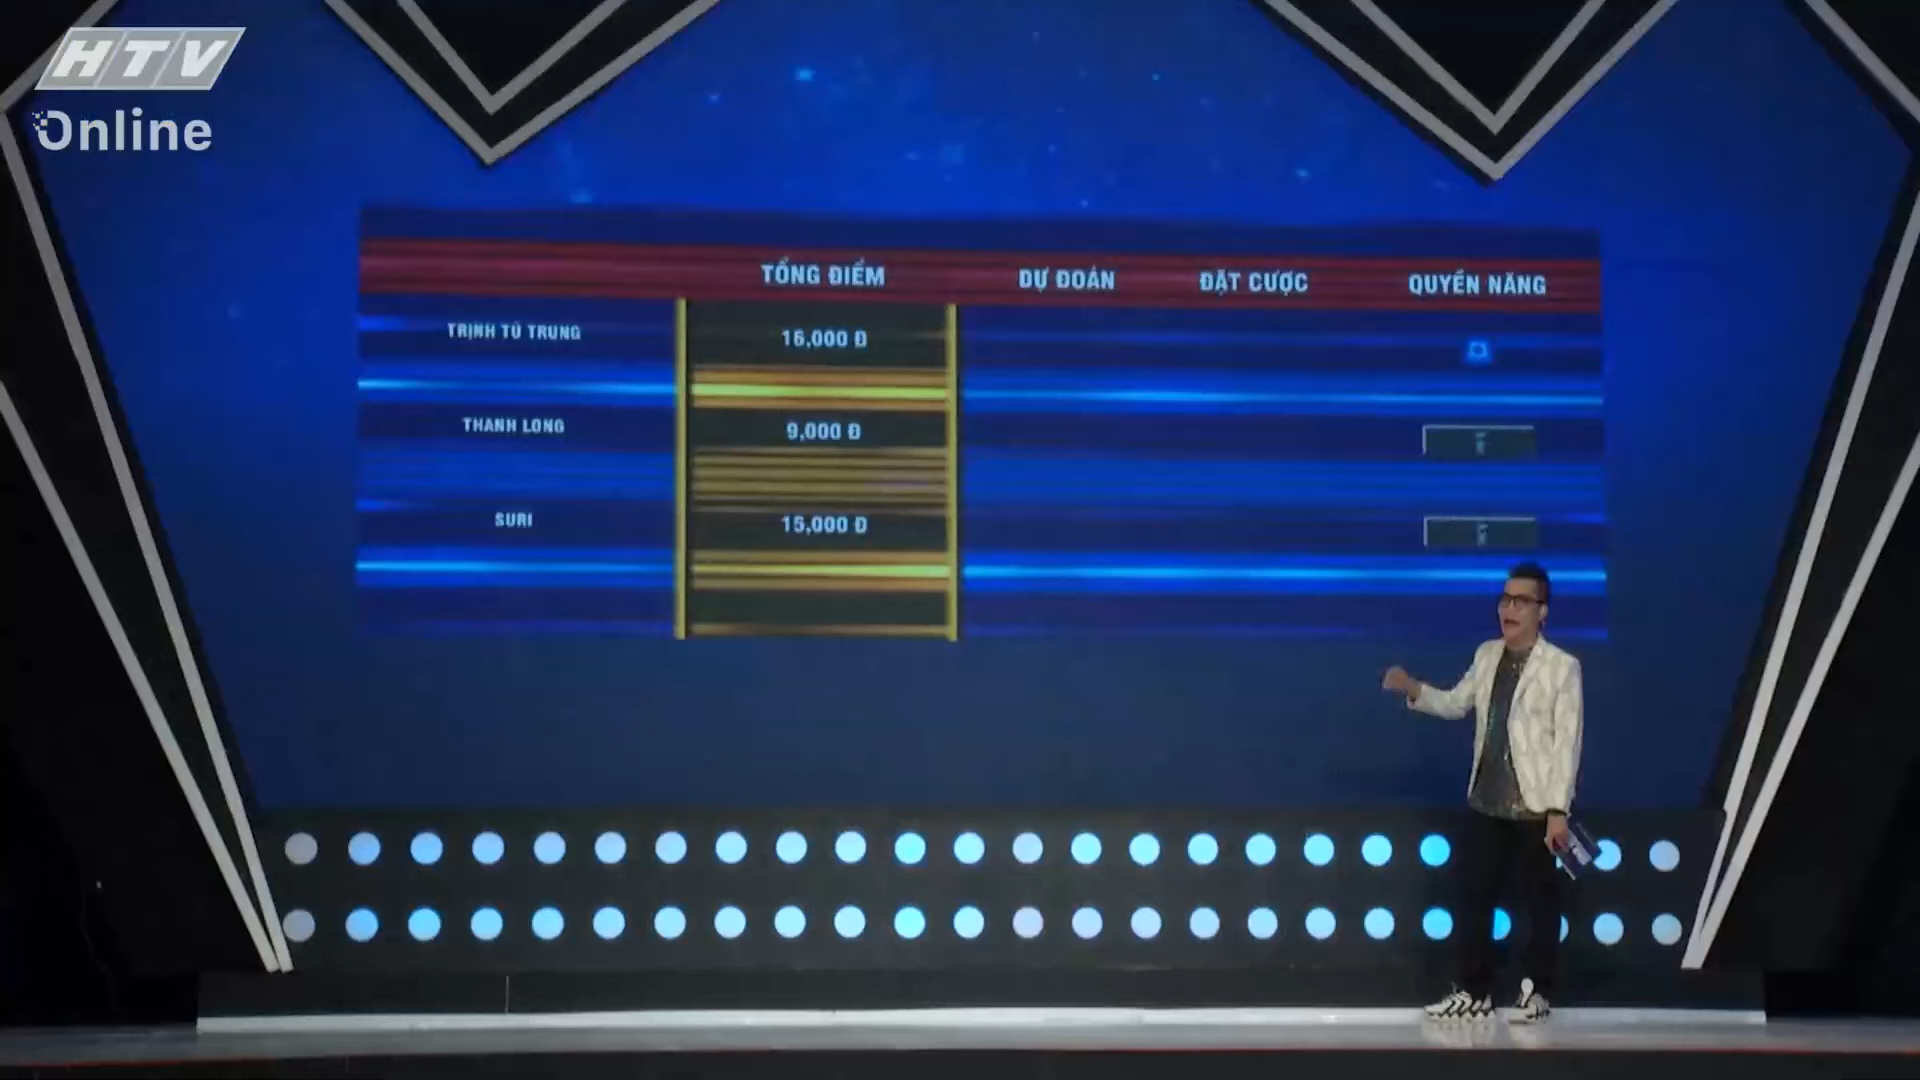 HTV
Online
TỔNG ĐIỂM DỰ ĐOÁN ĐẶT CƯỢC QUYỀN NĂNG
TRỊNH TÚ TRUNG 16,000 Đ
THANH LONG 9,000 Đ
SURI 15,000 Đ